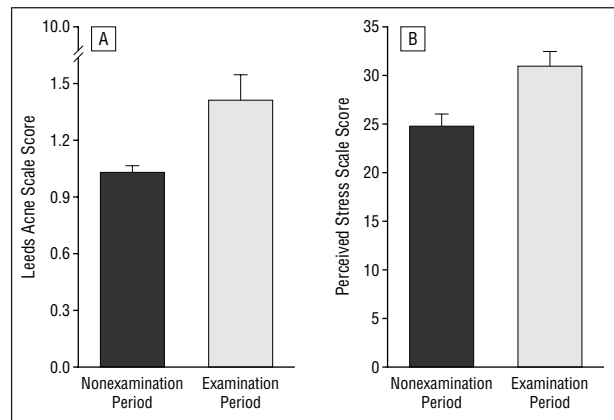 A
Leeds Acne Scale Score
10.0
1.5
1.2
0.9
0.6
0.3
0.0
Nonexamination
Period
Examination
Period
B
Perceived Stress Scale Score
35
30
25
20
15
10
5
0
Nonexamination
Period
Examination
Period